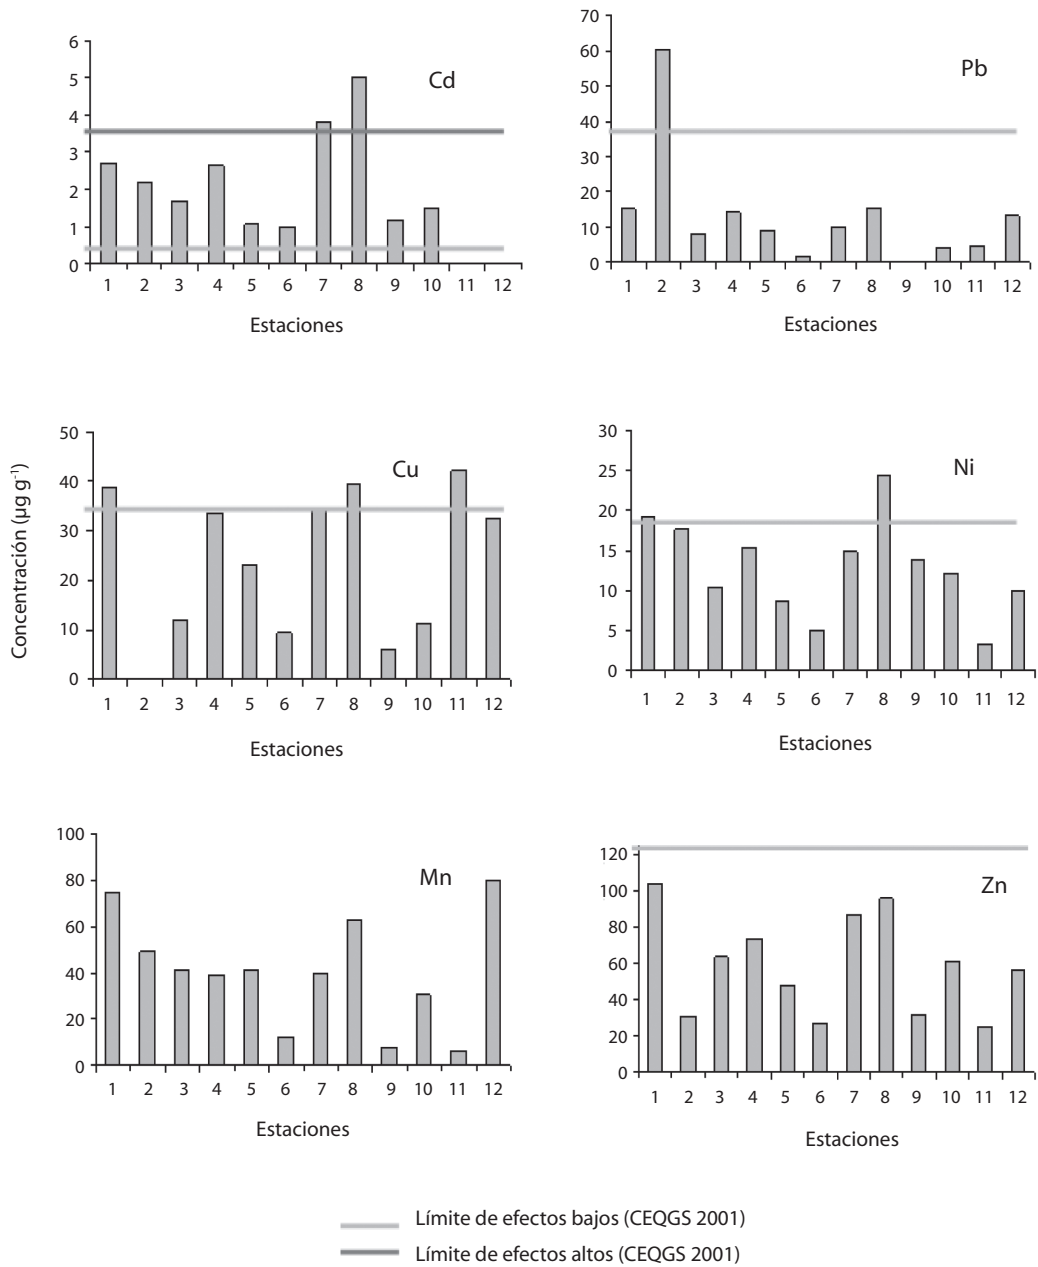 Cd
6
5
4
3
2
1
0
1 2 3 4 5 6 7 8 9 10 11 12
Estaciones
Pb
70
60
50
40
30
20
10
0
1 2 3 4 5 6 7 8 9 10 11 12
Estaciones
Concentración (µg g⁻¹)
Cu
50
40
30
20
10
0
1 2 3 4 5 6 7 8 9 10 11 12
Estaciones
Ni
30
25
20
15
10
5
0
1 2 3 4 5 6 7 8 9 10 11 12
Estaciones
Mn
100
80
60
40
20
0
1 2 3 4 5 6 7 8 9 10 11 12
Estaciones
Zn
120
100
80
60
40
20
0
1 2 3 4 5 6 7 8 9 10 11 12
Estaciones
Límite de efectos bajos (CEQGS 2001)
Límite de efectos altos (CEQGS 2001)